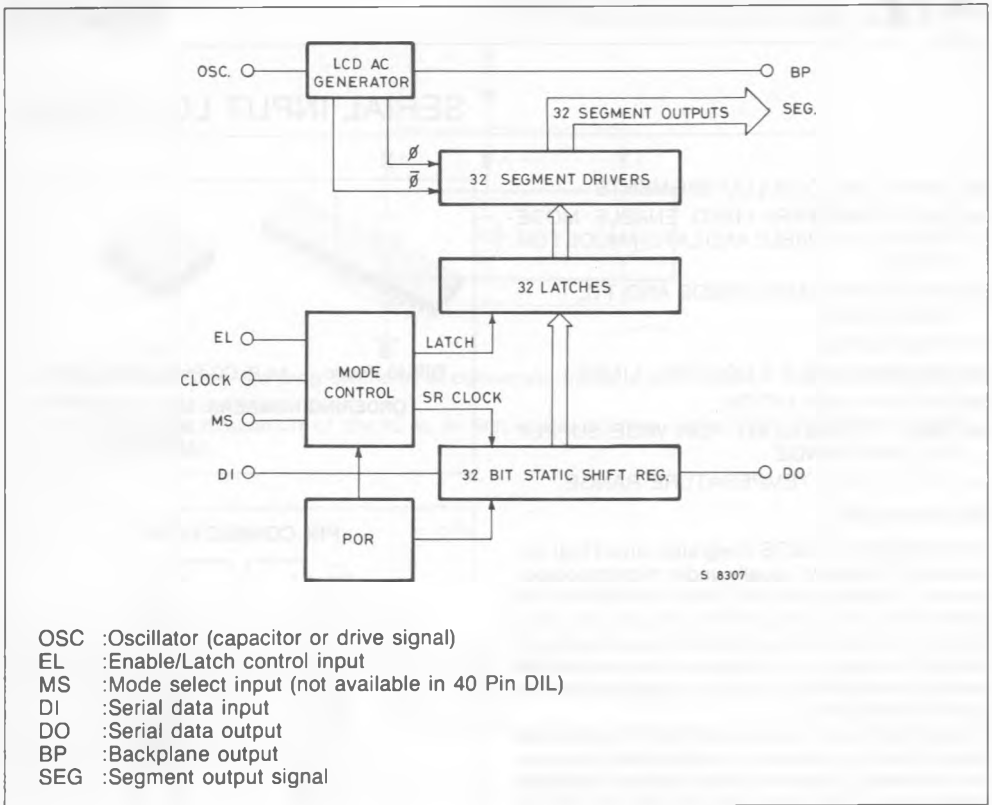 OSC.
LCD AC
GENERATOR
BP
32 SEGMENT OUTPUTS
SEG.
Ø
Ø̅
32 SEGMENT DRIVERS
32 LATCHES
EL
LATCH
CLOCK
MODE
CONTROL
SR CLOCK
MS
DI
32 BIT STATIC SHIFT REG.
DO
POR
S 8307
OSC :Oscillator (capacitor or drive signal)
EL :Enable/Latch control input
MS :Mode select input (not available in 40 Pin DIL)
DI :Serial data input
DO :Serial data output
BP :Backplane output
SEG :Segment output signal